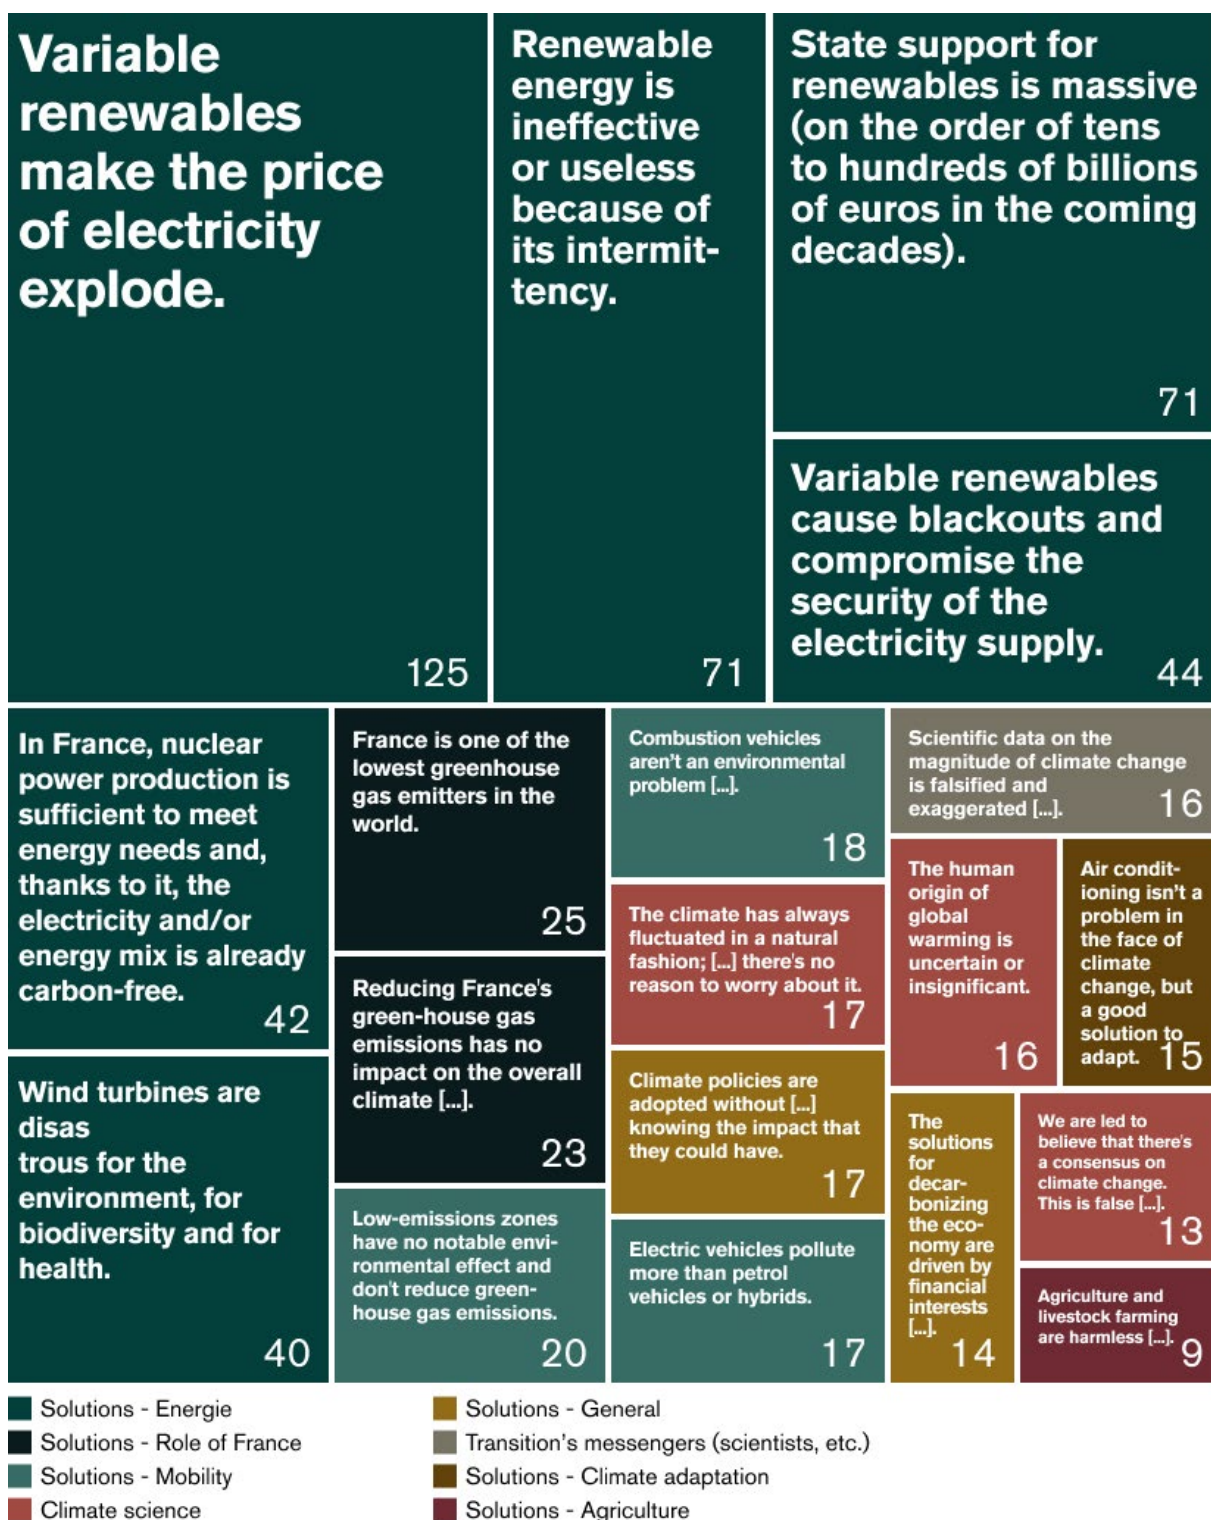 Variable
renewables
make the price
of electricity
explode.
125
Renewable
energy is
ineffective
or useless
because of
its intermit-
tency.
71
State support for
renewables is massive
(on the order of tens
to hundreds of billions
of euros in the coming
decades).
71
Variable renewables
cause blackouts and
compromise the
security of the
electricity supply.
44
In France, nuclear
power production is
sufficient to meet
energy needs and,
thanks to it, the
electricity and/or
energy mix is already
carbon-free.
42
Wind turbines are
disas
trous for the
environment, for
biodiversity and for
health.
40
France is one of the
lowest greenhouse
gas emitters in the
world.
25
Reducing France's
green-house gas
emissions has no
impact on the overall
climate [...].
23
Low-emissions zones
have no notable envi-
ronmental effect and
don't reduce green-
house gas emissions.
20
Combustion vehicles
aren't an environmental
problem [...].
18
The climate has always
fluctuated in a natural
fashion; [...] there's no
reason to worry about it.
17
Climate policies are
adopted without [...]
knowing the impact that
they could have.
17
Electric vehicles pollute
more than petrol
vehicles or hybrids.
17
Scientific data on the
magnitude of climate change
is falsified and
exaggerated [...].
16
The human
origin of
global
warming is
uncertain or
insignificant.
16
Air condit-
ioning isn't a
problem in
the face of
climate
change, but
a good
solution to
adapt.
15
The
solutions
for
decar-
bonizing
the eco-
nomy are
driven by
financial
interests
[...].
14
We are led to
believe that there's
a consensus on
climate change.
This is false [...].
13
Agriculture and
livestock farming
are harmless [...].
9
Solutions - Energie
Solutions - Role of France
Solutions - Mobility
Climate science
Solutions - General
Transition's messengers (scientists, etc.)
Solutions - Climate adaptation
Solutions - Agriculture